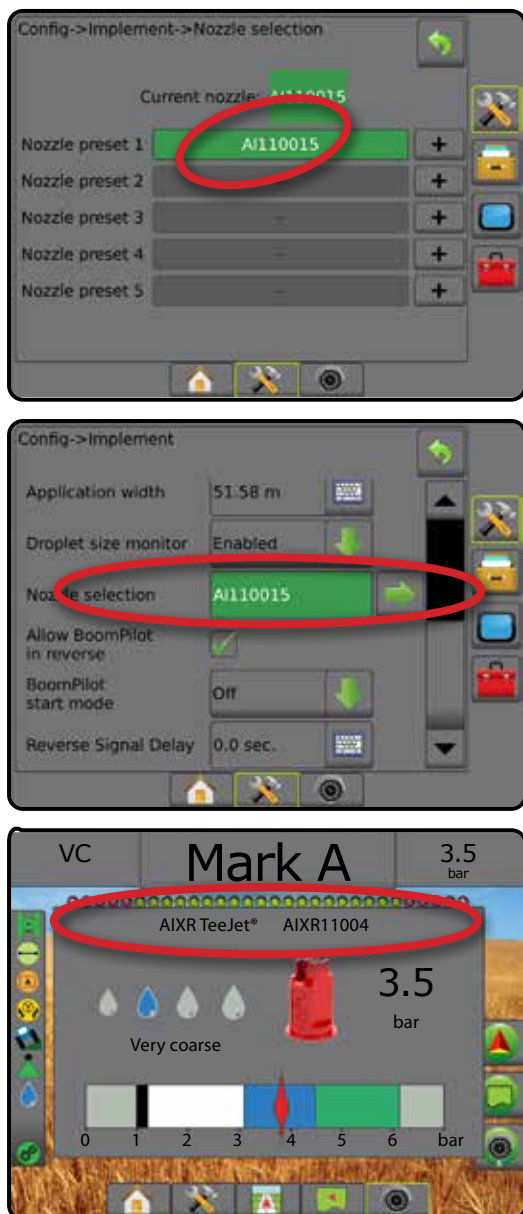 Config->Implement->Nozzle selection
Current nozzle: AI110015
Nozzle preset 1 AI110015 +
Nozzle preset 2 - +
Nozzle preset 3 - +
Nozzle preset 4 - +
Nozzle preset 5 - +
Config->Implement
Application width 51.58 m
Droplet size monitor Enabled
Nozzle selection AI110015
Allow BoomPilot
in reverse
BoomPilot
start mode Off
Reverse Signal Delay 0.0 sec.
VC Mark A 3.5
bar
AIXR TeeJet® AIXR11004
3.5
bar
Very coarse
0 1 2 3 4 5 6 bar